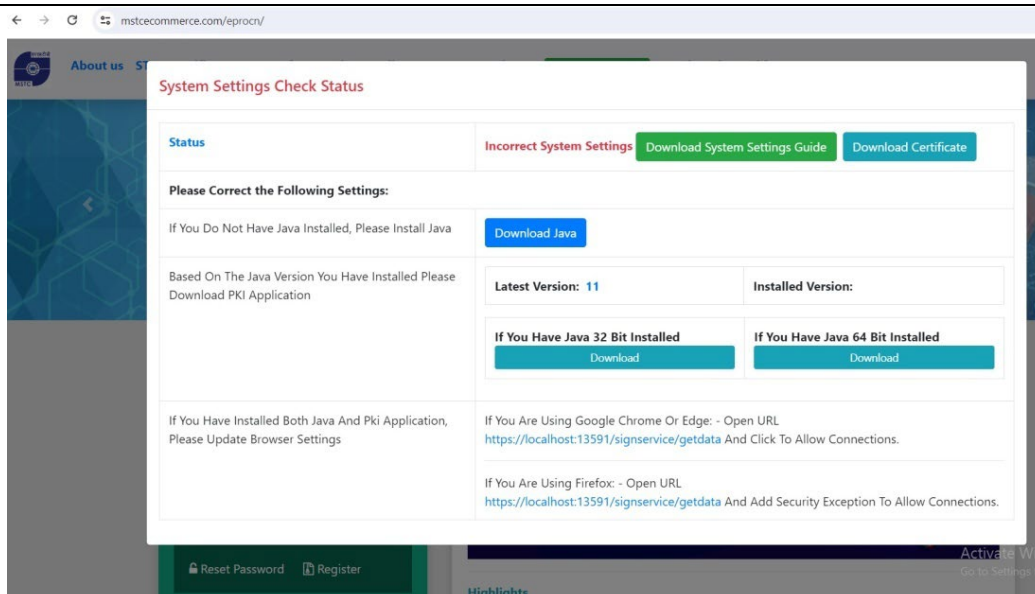 mstcecommerce.com/eprocn/
MSTC
About us ST
System Settings Check Status
Status
Incorrect System Settings
Download System Settings Guide
Download Certificate
Please Correct the Following Settings:
If You Do Not Have Java Installed, Please Install Java
Download Java
Based On The Java Version You Have Installed Please
Download PKI Application
Latest Version: 11
Installed Version:
If You Have Java 32 Bit Installed
Download
If You Have Java 64 Bit Installed
Download
If You Have Installed Both Java And Pki Application,
Please Update Browser Settings
If You Are Using Google Chrome Or Edge: - Open URL
https://localhost:13591/signservice/getdata And Click To Allow Connections.
If You Are Using Firefox: - Open URL
https://localhost:13591/signservice/getdata And Add Security Exception To Allow Connections.
Reset Password
Register
Highlights
Activate W
Go to Settings